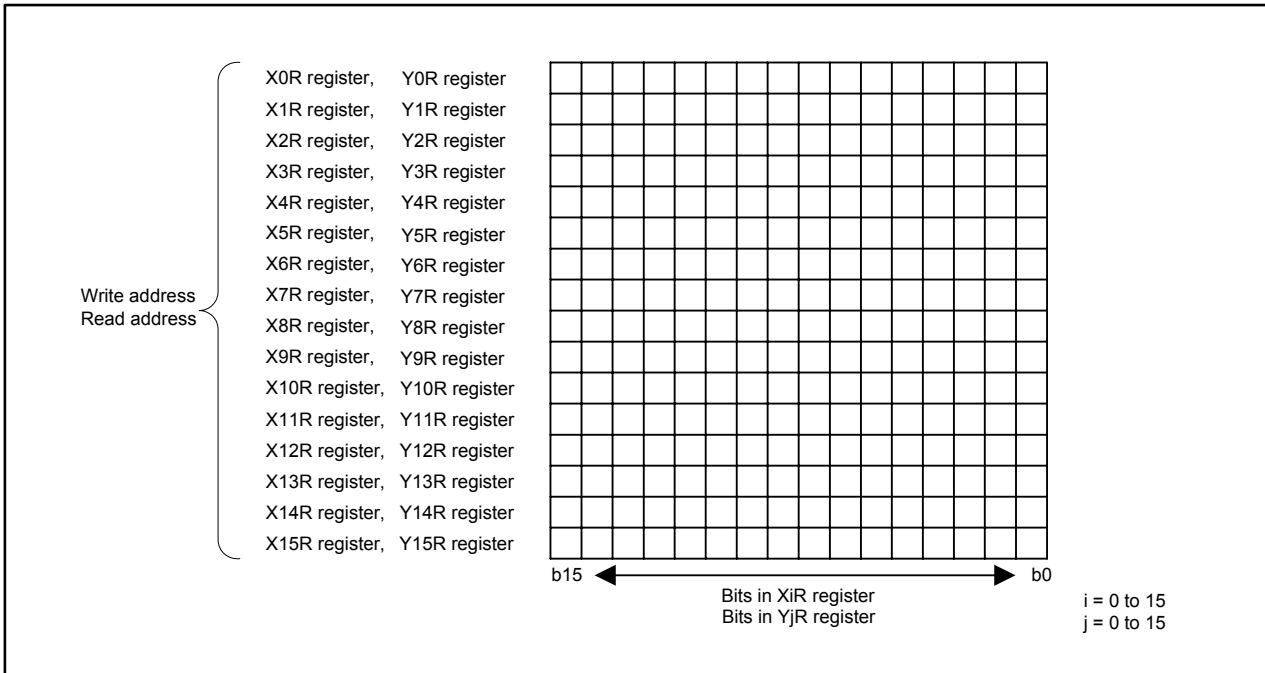 X0R register, Y0R register
X1R register, Y1R register
X2R register, Y2R register
X3R register, Y3R register
X4R register, Y4R register
X5R register, Y5R register
X6R register, Y6R register
X7R register, Y7R register
X8R register, Y8R register
X9R register, Y9R register
X10R register, Y10R register
X11R register, Y11R register
X12R register, Y12R register
X13R register, Y13R register
X14R register, Y14R register
X15R register, Y15R register
Write address
Read address
b15 b0
Bits in XiR register
Bits in YjR register
i = 0 to 15
j = 0 to 15